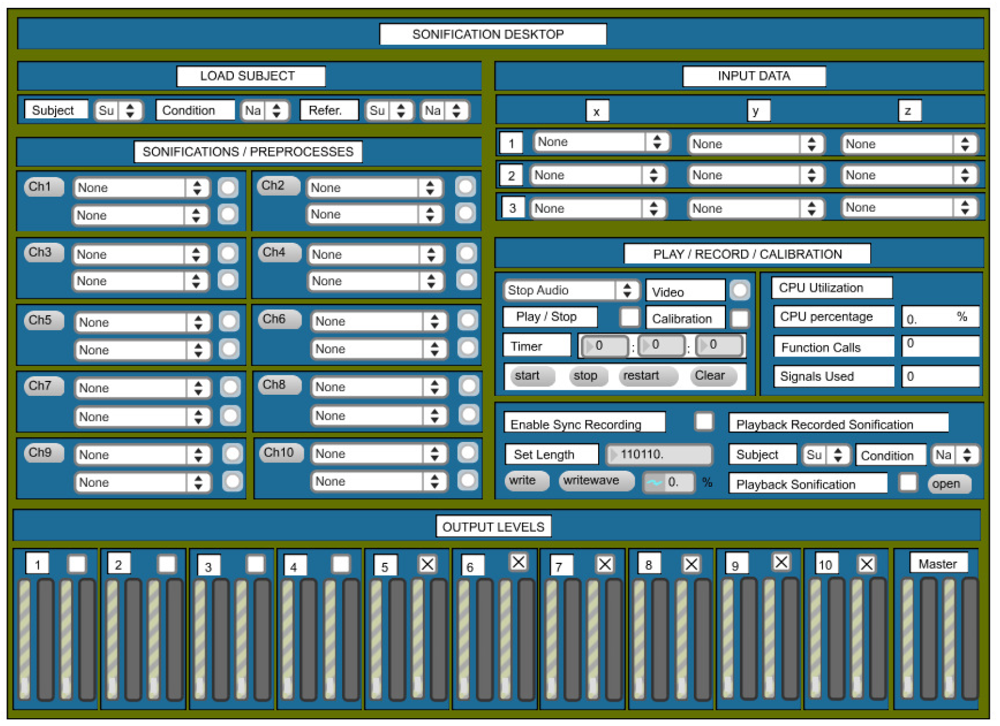 SONIFICATION DESKTOP
LOAD SUBJECT
Subject Su Condition Na Refer. Su Na
SONIFICATIONS / PREPROCESSES
Ch1 None
None
Ch2 None
None
Ch3 None
None
Ch4 None
None
Ch5 None
None
Ch6 None
None
Ch7 None
None
Ch8 None
None
Ch9 None
None
Ch10 None
None
INPUT DATA
x y z
1 None None None
2 None None None
3 None None None
PLAY / RECORD / CALIBRATION
Stop Audio Video
Play / Stop Calibration
Timer 0 : 0 : 0
start stop restart Clear
CPU Utilization
CPU percentage 0. %
Function Calls 0
Signals Used 0
Enable Sync Recording
Set Length 110110.
write writewave 0. %
Playback Recorded Sonification
Subject Su Condition Na
Playback Sonification open
OUTPUT LEVELS
1 2 3 4 5 6 7 8 9 10 Master